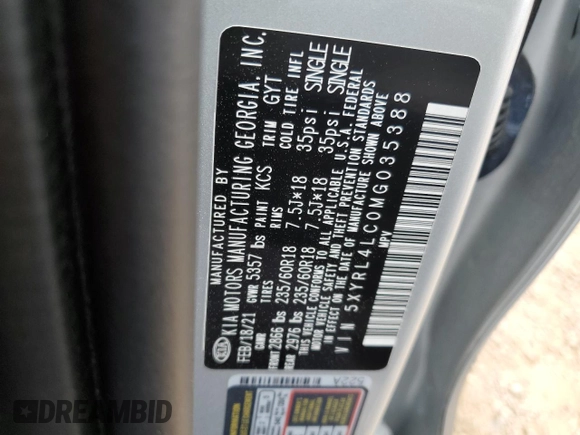 MANUFACTURED BY
KIA KIA MOTORS MANUFACTURING GEORGIA, INC.
FEB/18/21 GVWR 5357 lbs PAINT KCS TRIM GYT
GAWR TIRES RIMS COLD TIRE INFL
FRONT 2866 lbs 235/60R18 7.5J*18 35psi SINGLE
REAR 2976 lbs 235/60R18 7.5J*18 35psi SINGLE
THIS VEHICLE CONFORMS TO ALL APPLICABLE U.S.A. FEDERAL
MOTOR VEHICLE SAFETY AND THEFT PREVENTION STANDARDS
IN EFFECT ON THE DATE OF MANUFACTURE SHOWN ABOVE
VIN 5XYRL4LC0MG035388
MPV
DREAMBID